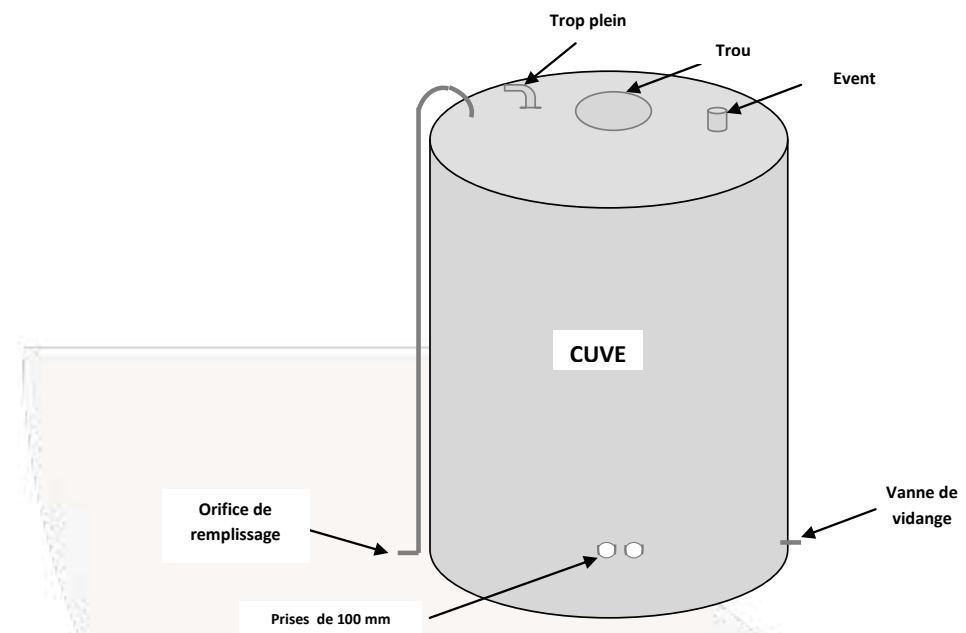 Trop plein
Trou
Event
CUVE
Orifice de
remplissage
Vanne de
vidange
Prises de 100 mm